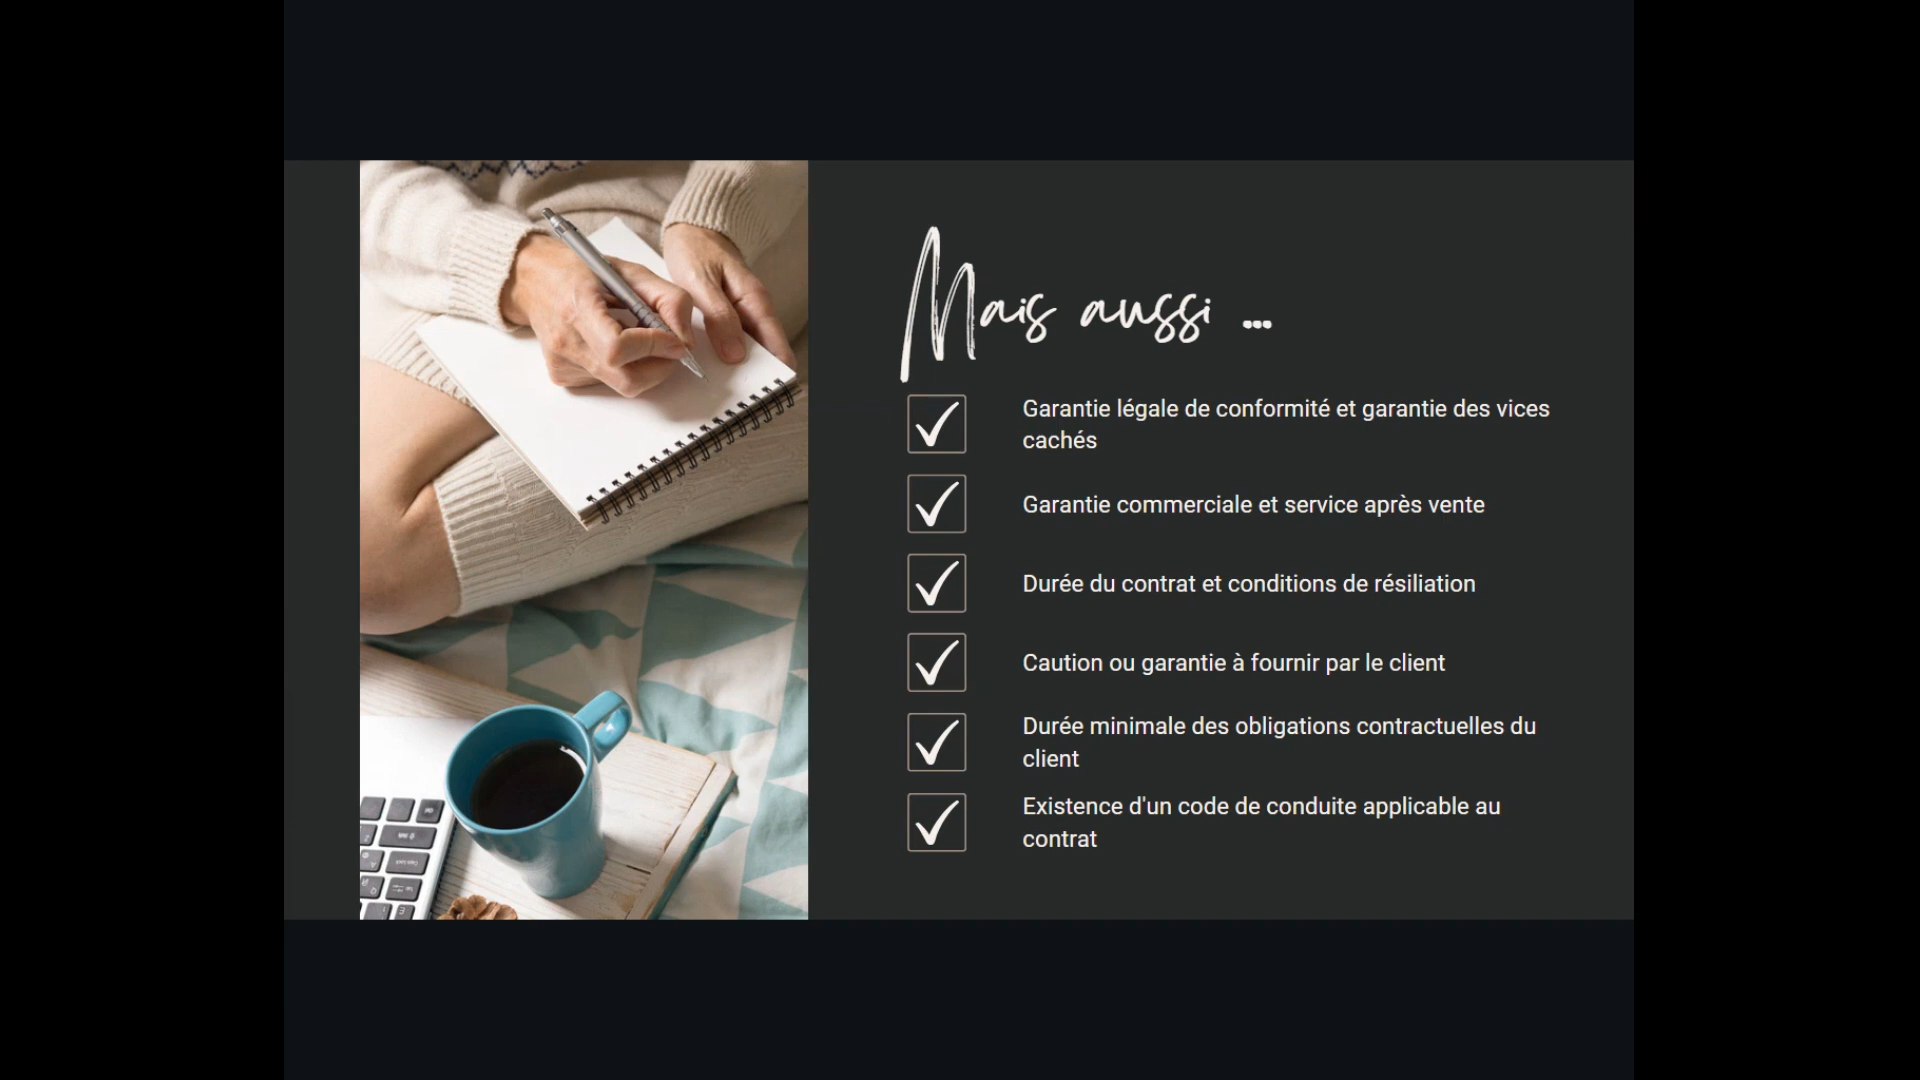 Mais aussi ...
Garantie légale de conformité et garantie des vices
cachés
Garantie commerciale et service après vente
Durée du contrat et conditions de résiliation
Caution ou garantie à fournir par le client
Durée minimale des obligations contractuelles du
client
Existence d'un code de conduite applicable au
contrat